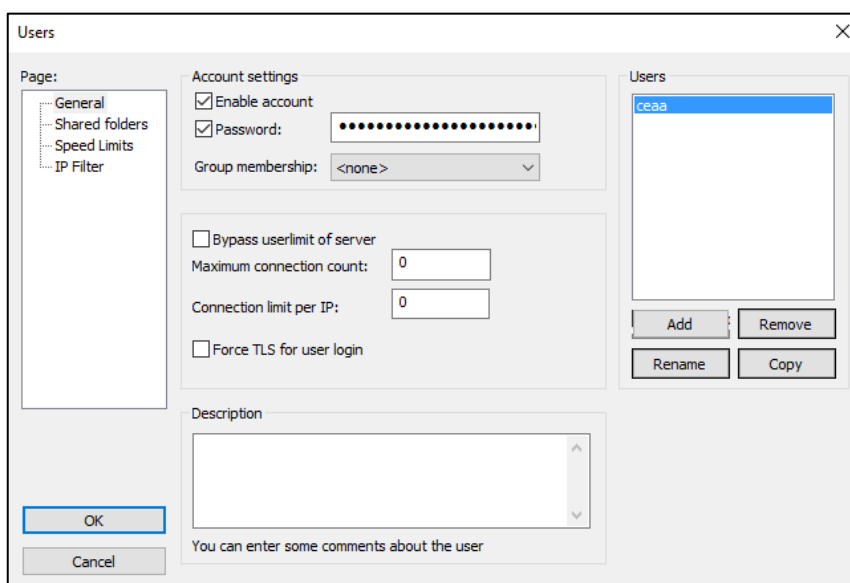 Users
Page:
General
Shared folders
Speed Limits
IP Filter
OK
Cancel
Account settings
Enable account
Password: ••••••••••••••••••••••
Group membership: <none>
Bypass userlimit of server
Maximum connection count: 0
Connection limit per IP: 0
Force TLS for user login
Description
You can enter some comments about the user
Users
ceaa
Add Remove
Rename Copy